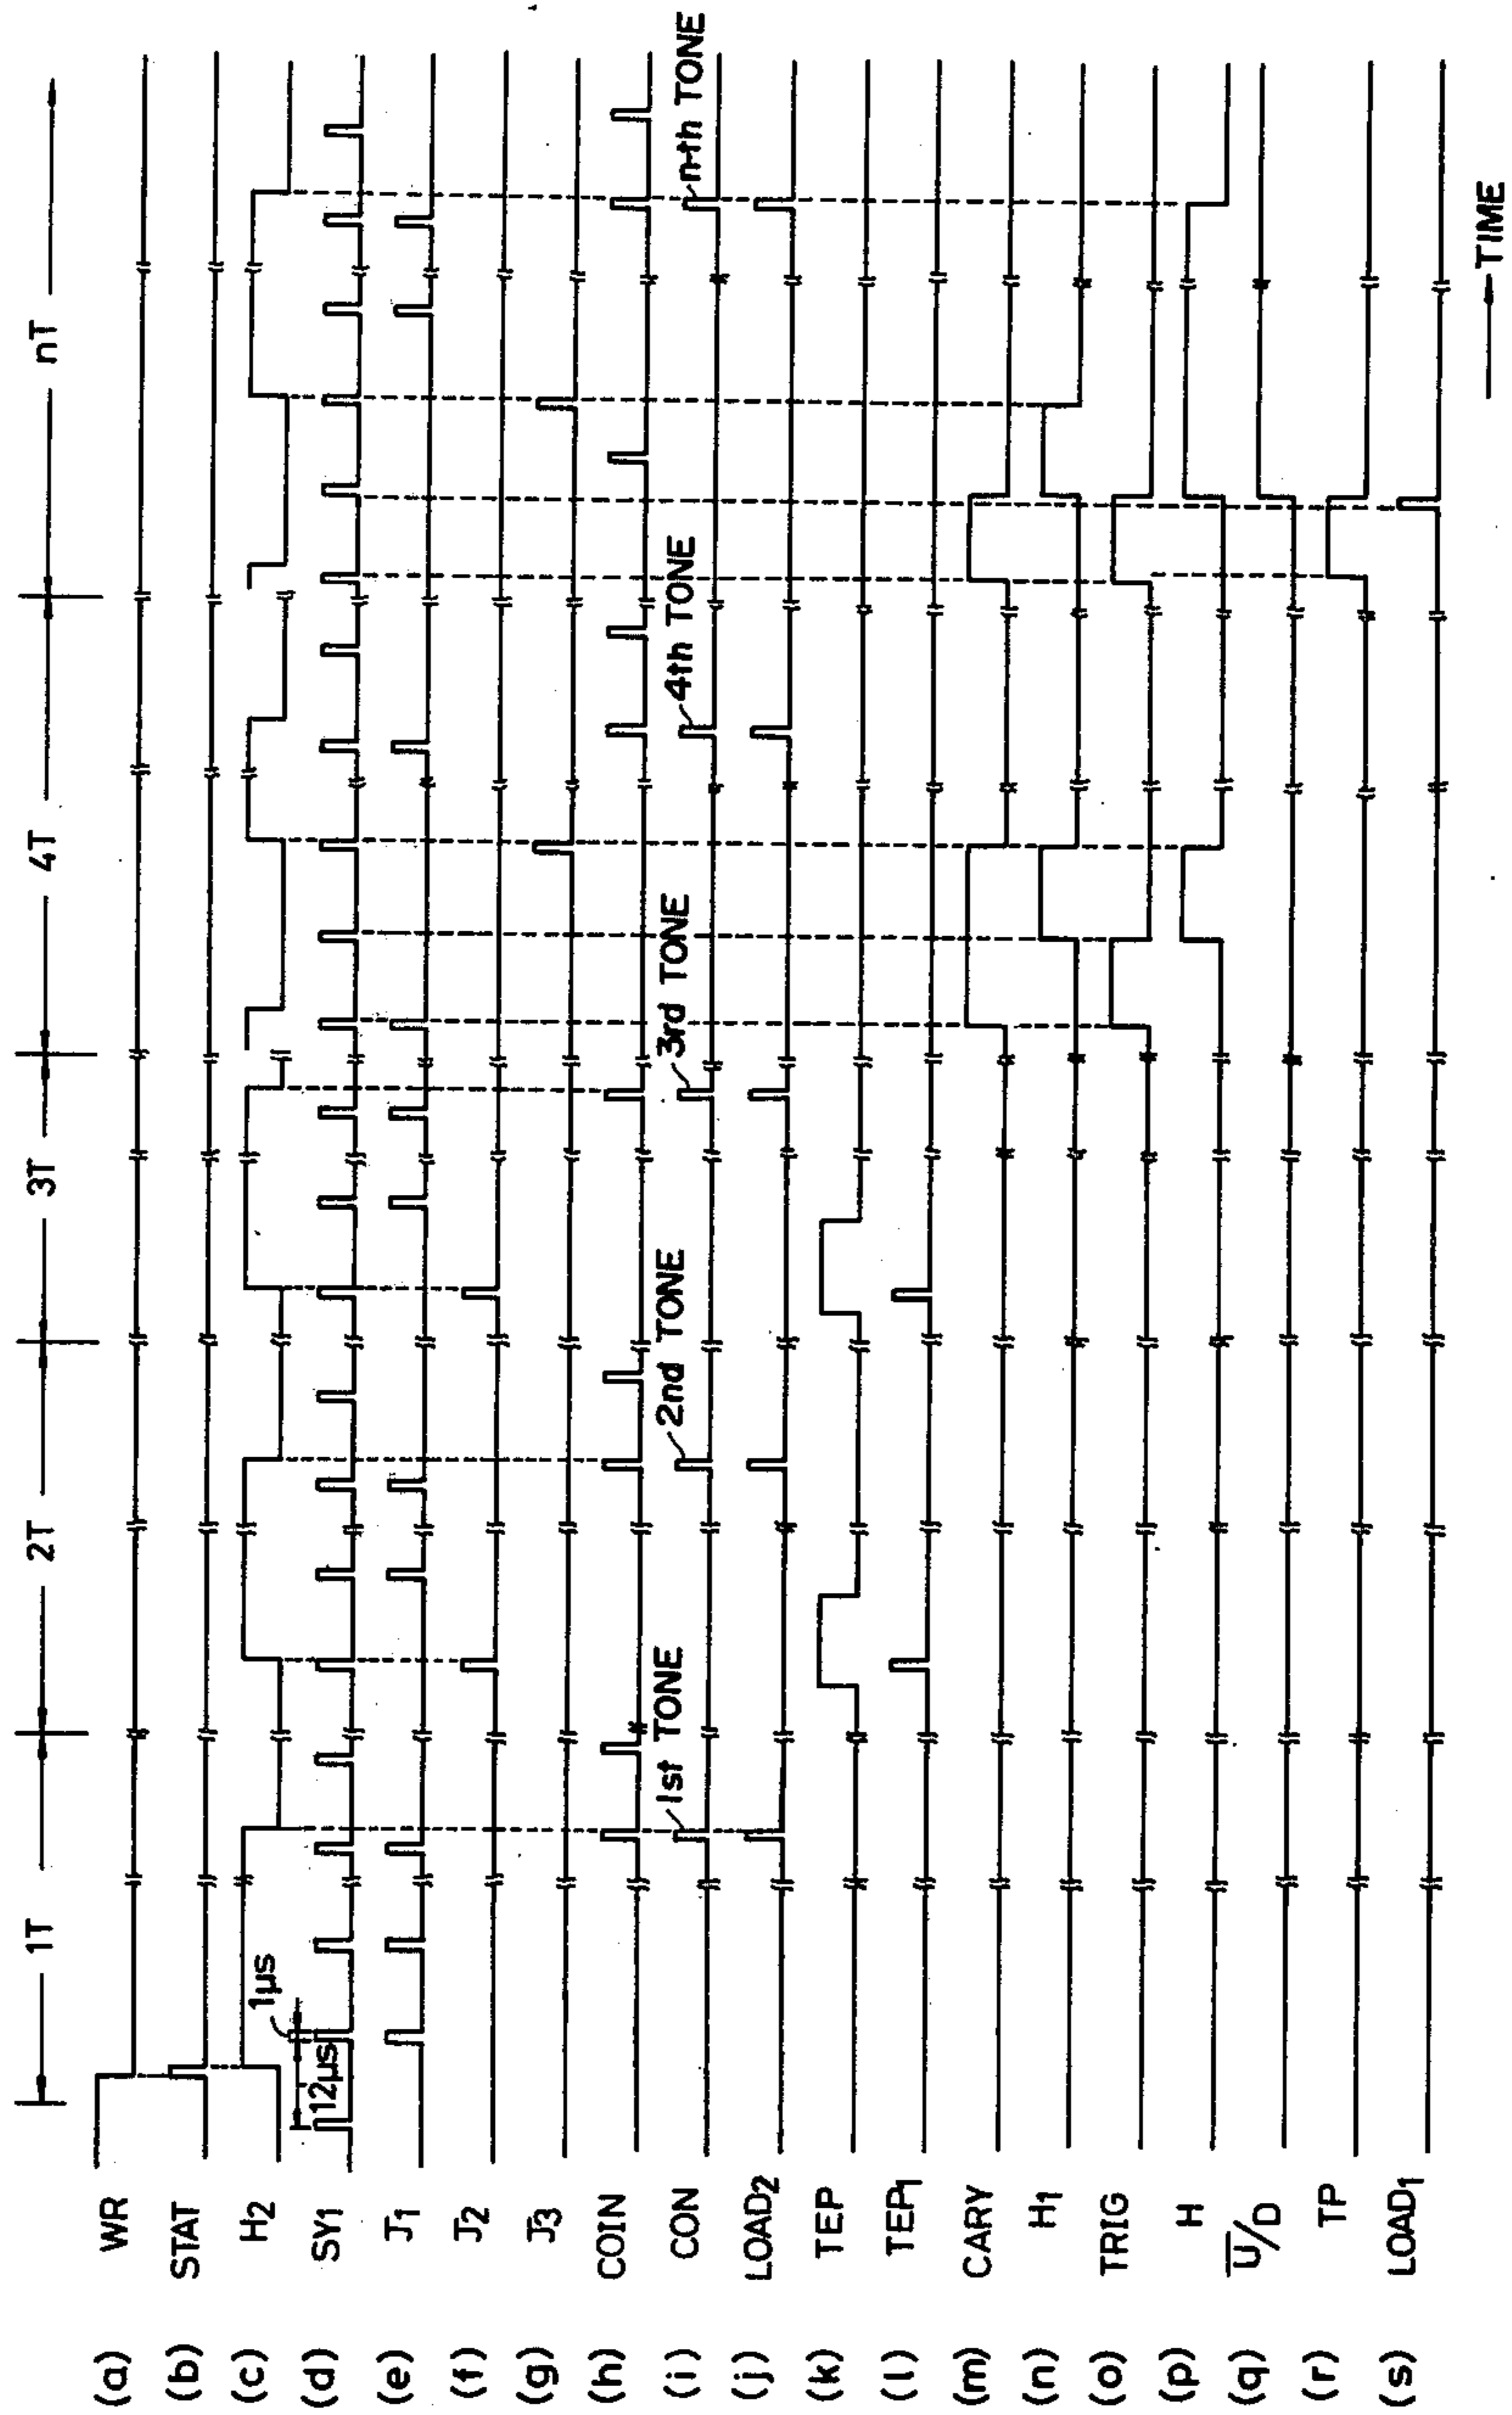 1T 2T 3T 4T nT
(a) WR
(b) STAT
(c) H2
(d) SY1
12μs 1μs
(e) J1
(f) J2
(g) J3
(h) COIN
(i) CON
1st TONE 2nd TONE 3rd TONE 4th TONE n-th TONE
(j) LOAD2
(k) TEP
(l) TEP1
(m) CARY
(n) H1
(o) TRIG
(p) H
(q) U̅/D
(r) TP
(s) LOAD1
TIME